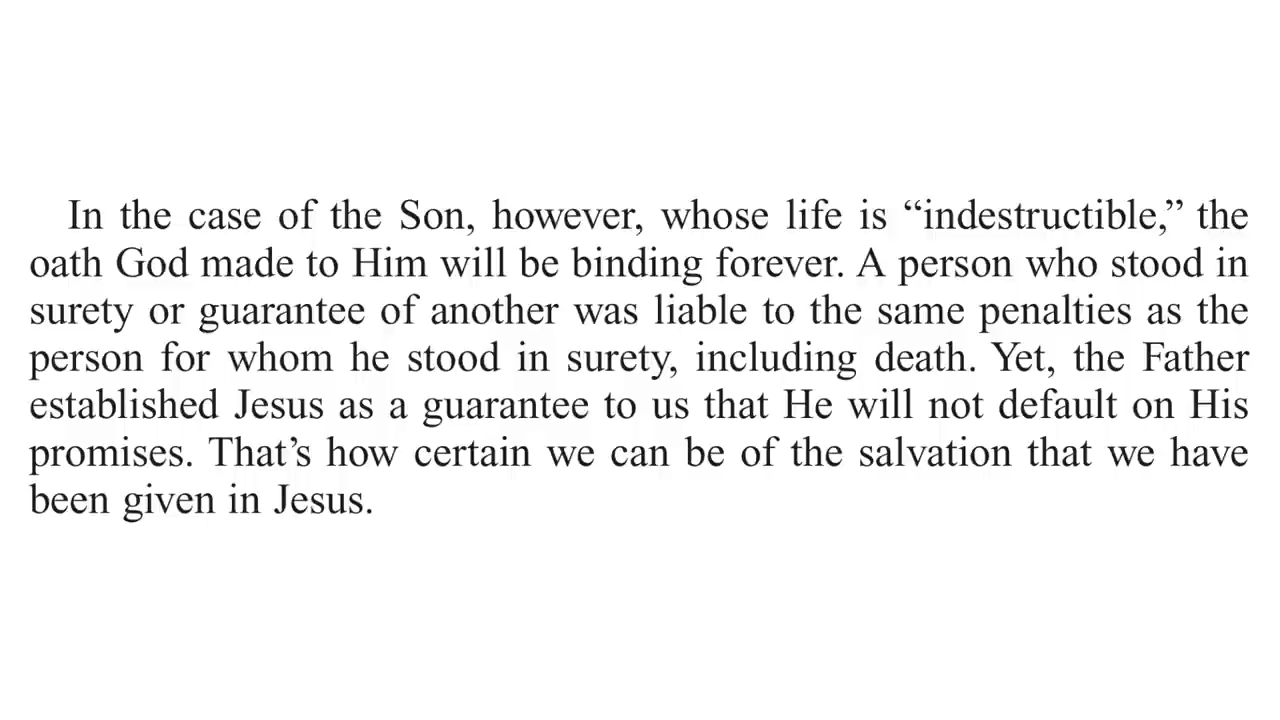 In the case of the Son, however, whose life is “indestructible,” the
oath God made to Him will be binding forever. A person who stood in
surety or guarantee of another was liable to the same penalties as the
person for whom he stood in surety, including death. Yet, the Father
established Jesus as a guarantee to us that He will not default on His
promises. That’s how certain we can be of the salvation that we have
been given in Jesus.